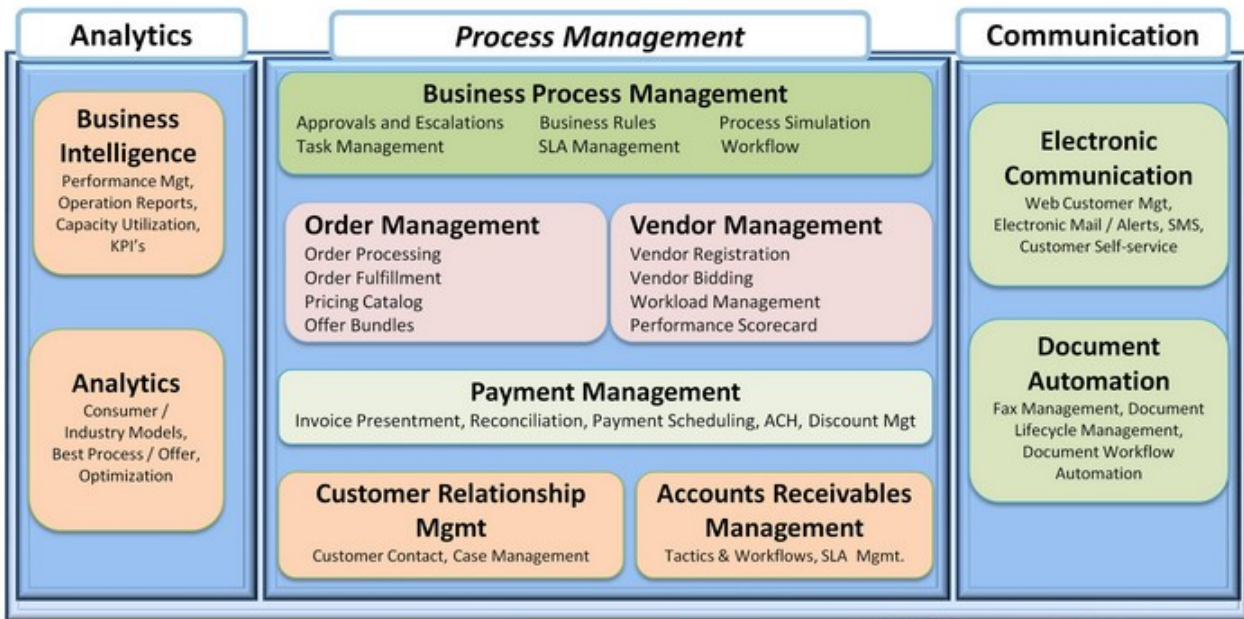 Analytics
Business
Intelligence
Performance Mgt,
Operation Reports,
Capacity Utilization,
KPI's
Analytics
Consumer /
Industry Models,
Best Process / Offer,
Optimization
Process Management
Business Process Management
Approvals and Escalations Business Rules Process Simulation
Task Management SLA Management Workflow
Order Management
Order Processing
Order Fulfillment
Pricing Catalog
Offer Bundles
Vendor Management
Vendor Registration
Vendor Bidding
Workload Management
Performance Scorecard
Payment Management
Invoice Presentment, Reconciliation, Payment Scheduling, ACH, Discount Mgt
Customer Relationship
Mgmt
Customer Contact, Case Management
Accounts Receivables
Management
Tactics & Workflows, SLA Mgmt.
Communication
Electronic
Communication
Web Customer Mgt,
Electronic Mail / Alerts, SMS,
Customer Self-service
Document
Automation
Fax Management, Document
Lifecycle Management,
Document Workflow
Automation